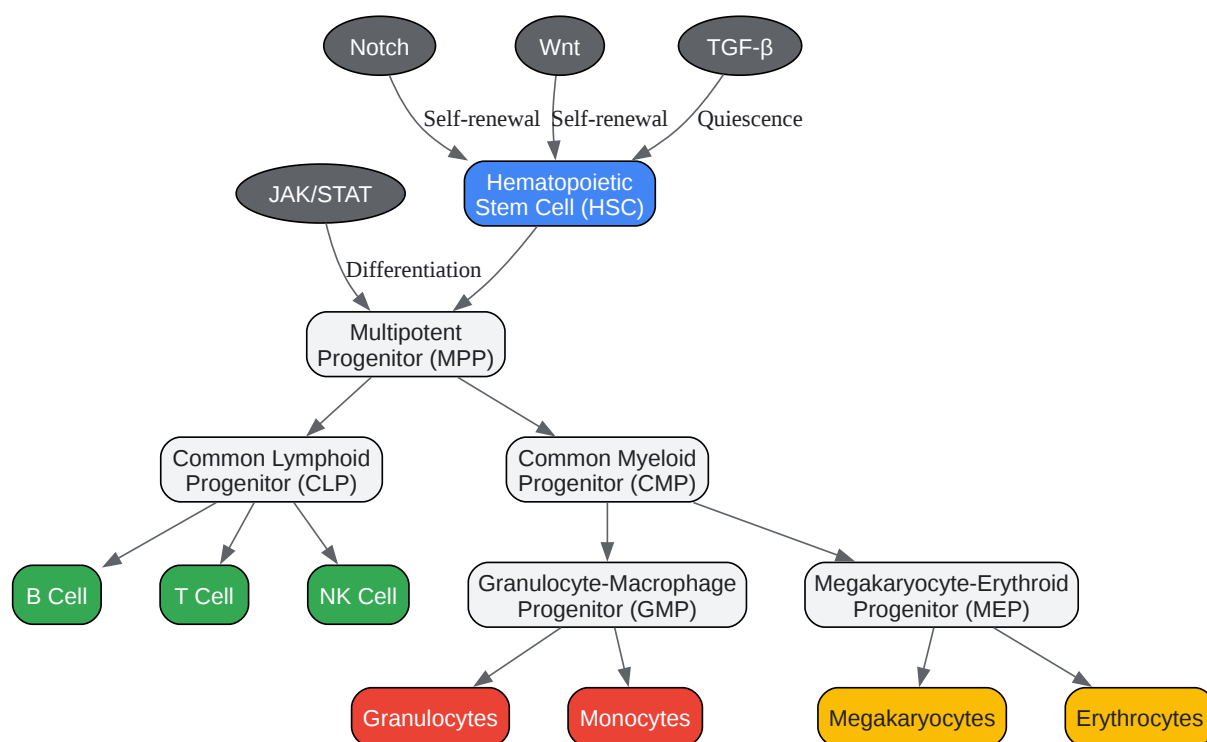 Notch
Wnt
TGF-β
Self-renewal
Self-renewal
Quiescence
Hematopoietic
Stem Cell (HSC)
JAK/STAT
Differentiation
Multipotent
Progenitor (MPP)
Common Lymphoid
Progenitor (CLP)
Common Myeloid
Progenitor (CMP)
B Cell
T Cell
NK Cell
Granulocyte-Macrophage
Progenitor (GMP)
Megakaryocyte-Erythroid
Progenitor (MEP)
Granulocytes
Monocytes
Megakaryocytes
Erythrocytes